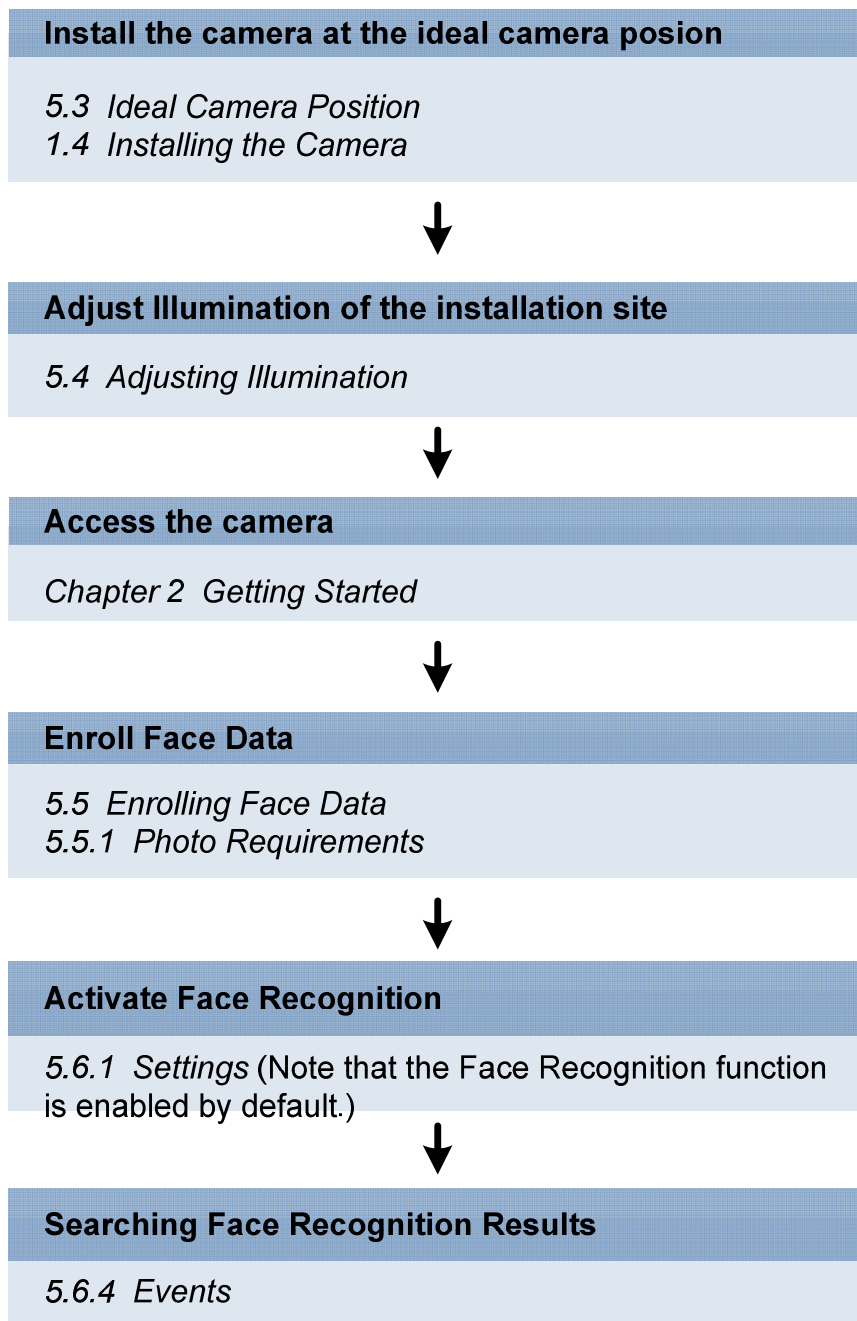 Install the camera at the ideal camera posion
5.3 Ideal Camera Position
1.4 Installing the Camera
Adjust Illumination of the installation site
5.4 Adjusting Illumination
Access the camera
Chapter 2 Getting Started
Enroll Face Data
5.5 Enrolling Face Data
5.5.1 Photo Requirements
Activate Face Recognition
5.6.1 Settings (Note that the Face Recognition function
is enabled by default.)
Searching Face Recognition Results
5.6.4 Events